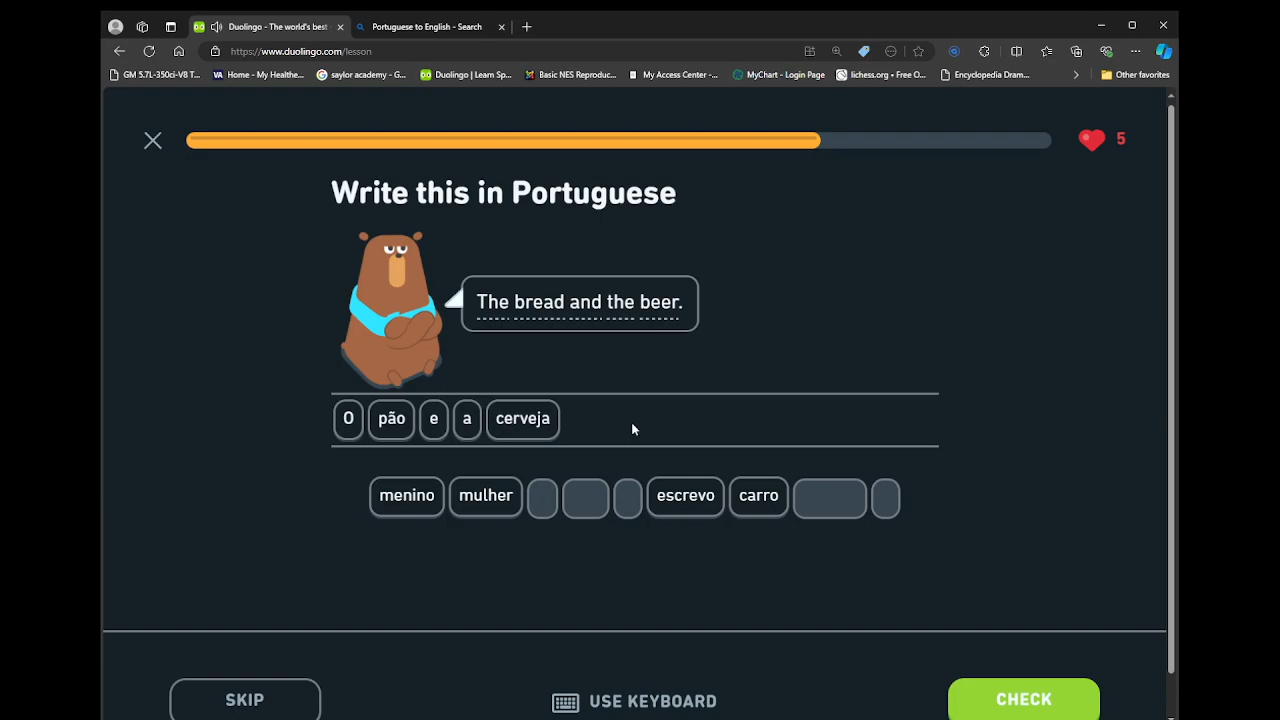 Duolingo - The world's best
Portuguese to English - Search
https://www.duolingo.com/lesson
GM 5.7L-350ci-V8 T...
Home - My Healthe...
saylor academy - G...
Duolingo | Learn Sp...
Basic NES Reproduc...
My Access Center -...
MyChart - Login Page
lichess.org • Free O...
Encyclopedia Dram...
Other favorites
5
Write this in Portuguese
The bread and the beer.
O pão e a cerveja
menino mulher escrevo carro
SKIP
USE KEYBOARD
CHECK